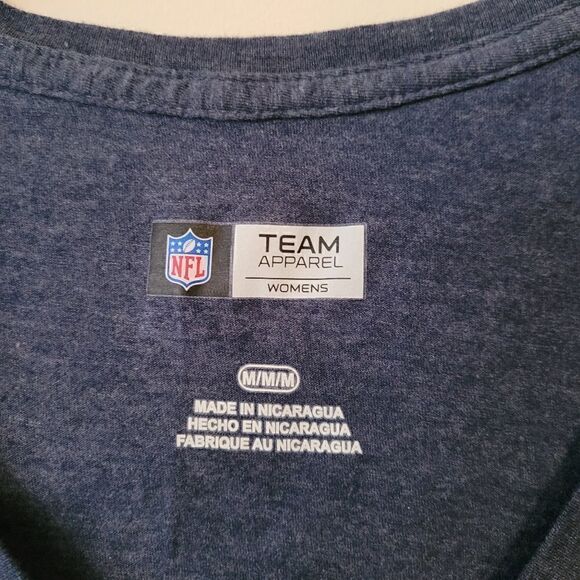 NFL
TEAM
APPAREL
WOMENS
M/M/M
MADE IN NICARAGUA
HECHO EN NICARAGUA
FABRIQUE AU NICARAGUA